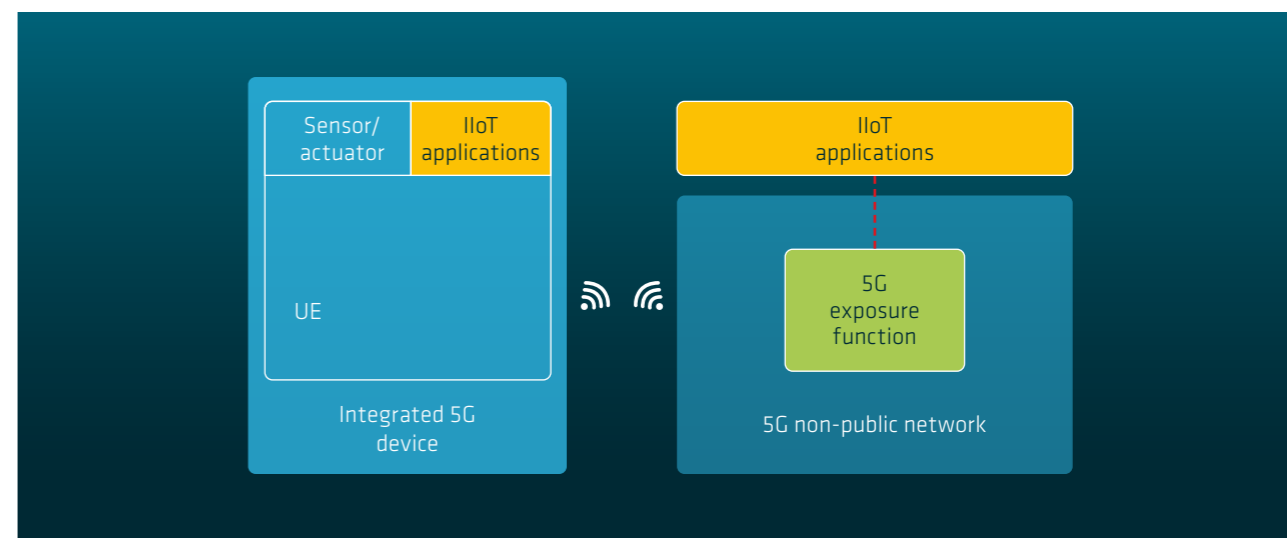 Sensor/
actuator
IIoT
applications
UE
Integrated 5G
device
IIoT
applications
5G
exposure
function
5G non-public network